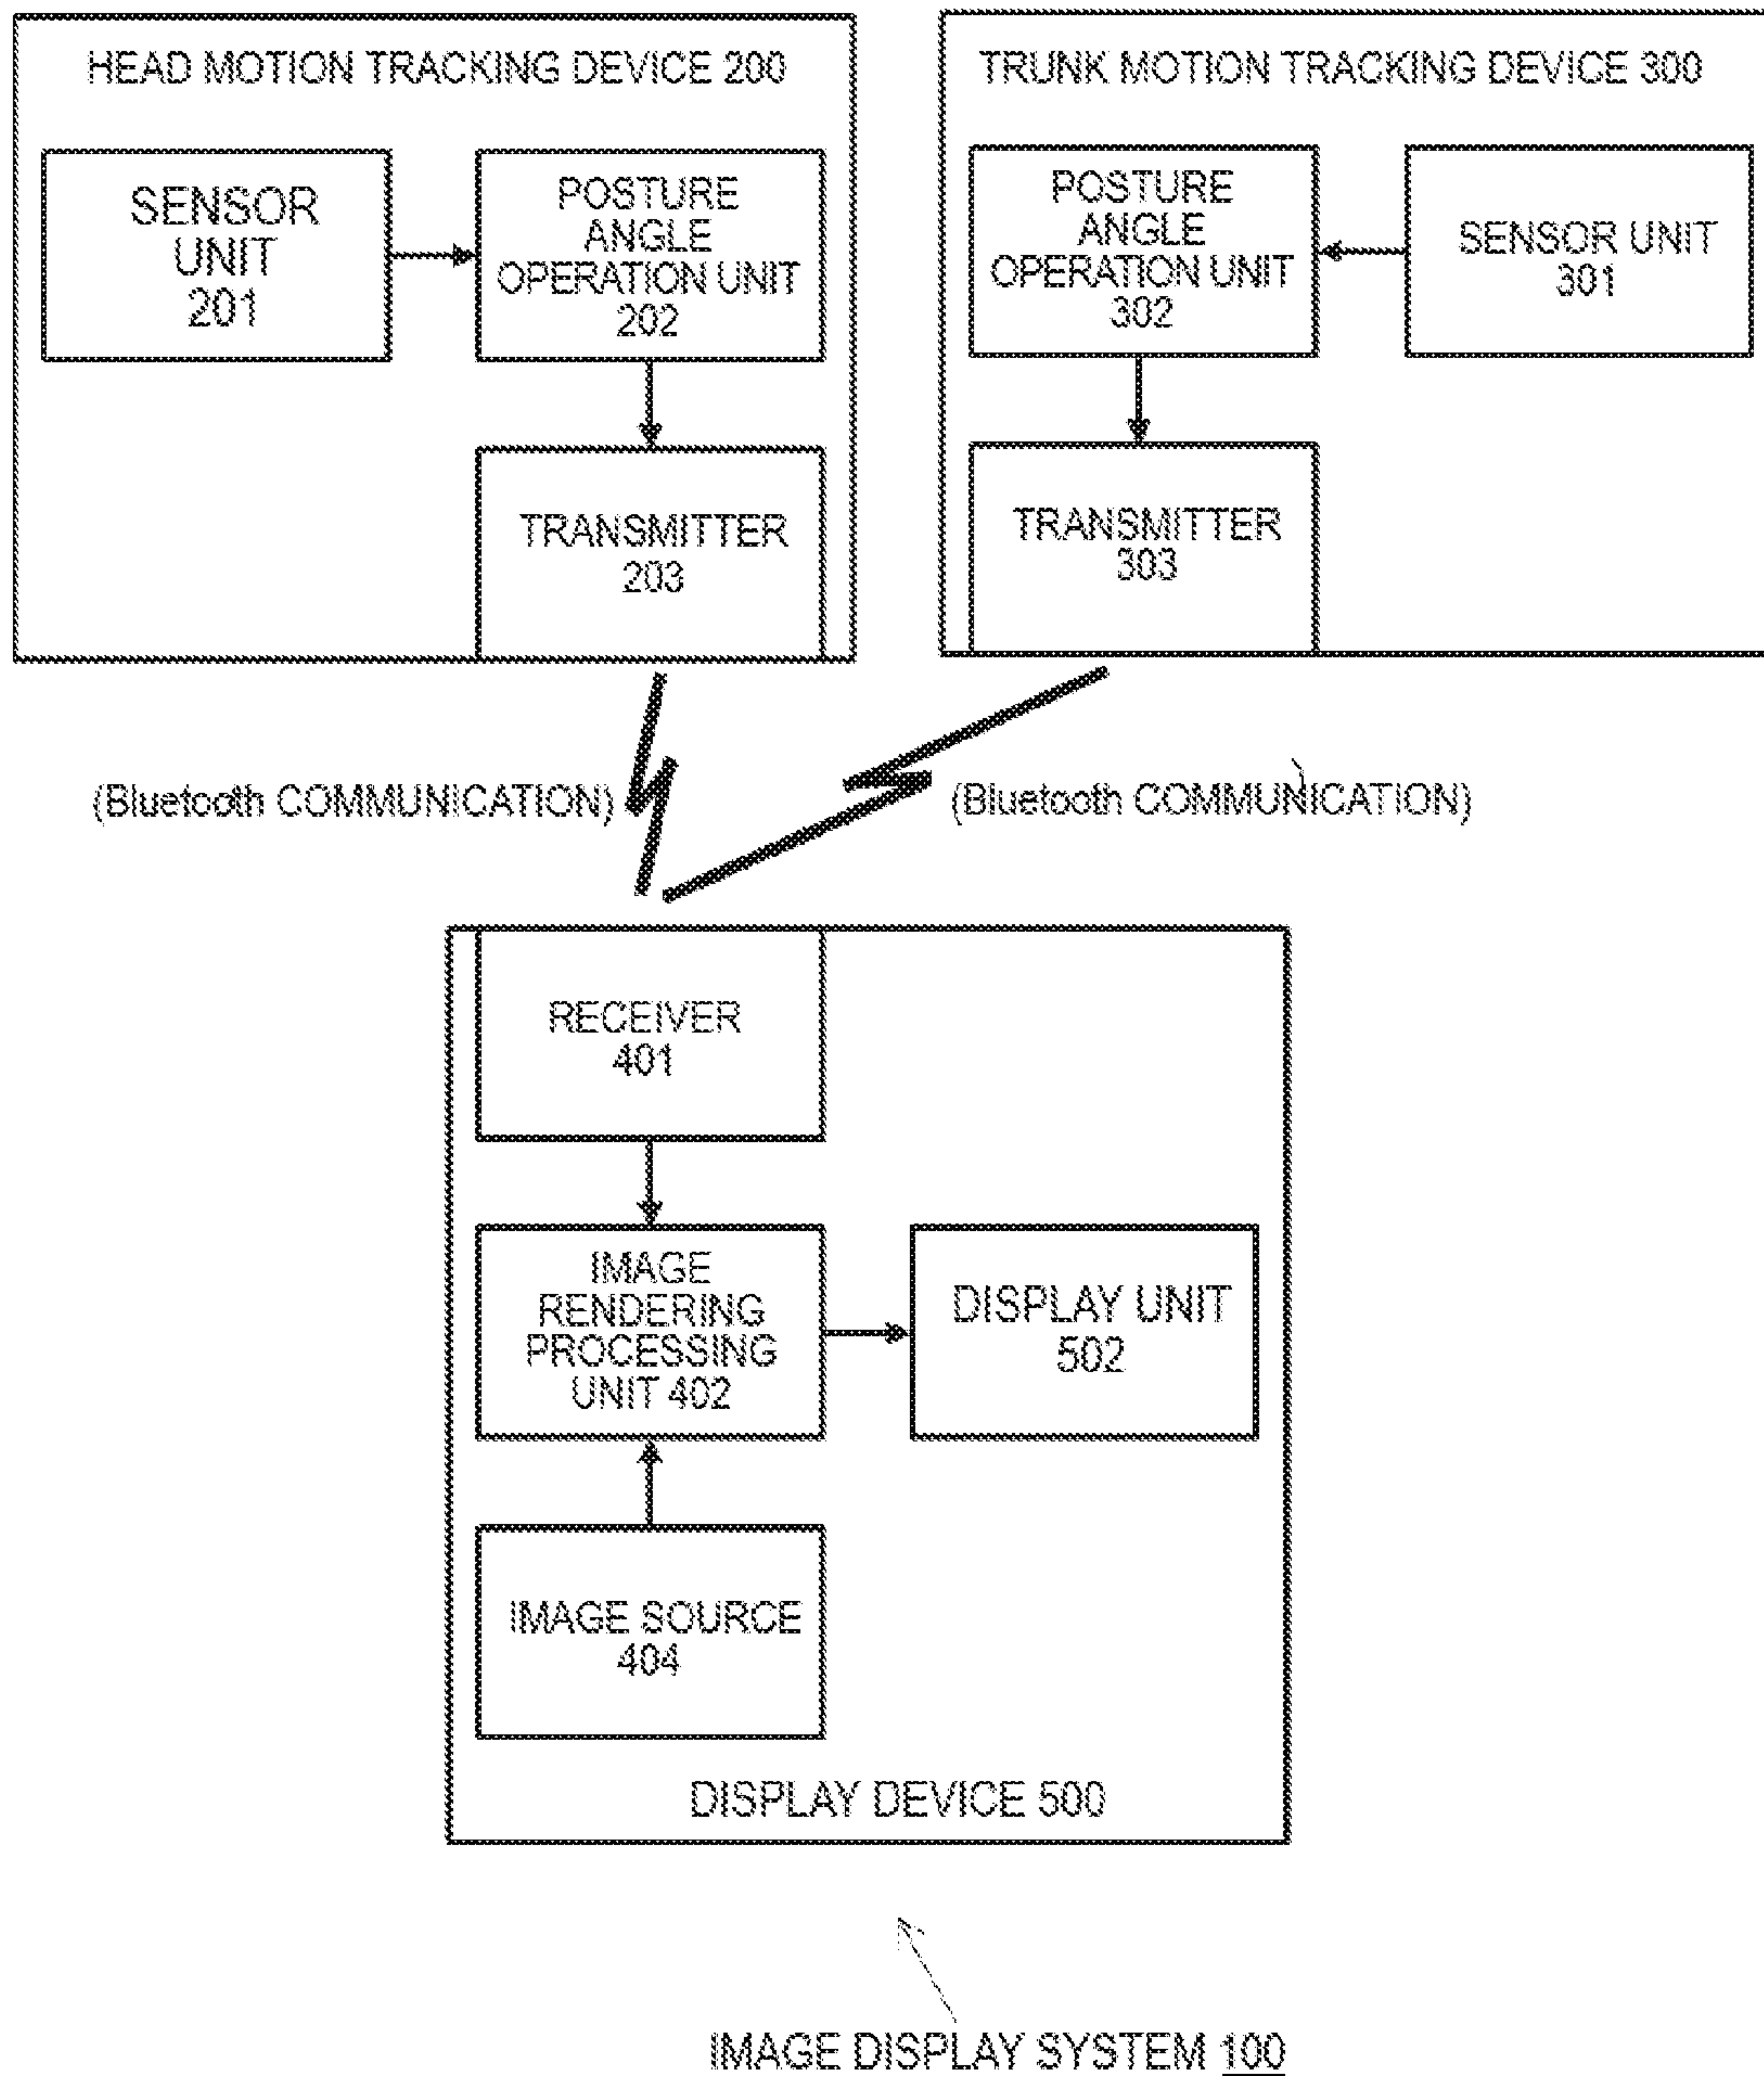 HEAD MOTION TRACKING DEVICE 200
SENSOR
UNIT
201
POSTURE
ANGLE
OPERATION UNIT
202
TRANSMITTER
203
TRUNK MOTION TRACKING DEVICE 300
POSTURE
ANGLE
OPERATION UNIT
302
SENSOR UNIT
301
TRANSMITTER
303
(Bluetooth COMMUNICATION)
(Bluetooth COMMUNICATION)
RECEIVER
401
IMAGE
RENDERING
PROCESSING
UNIT 402
DISPLAY UNIT
502
IMAGE SOURCE
404
DISPLAY DEVICE 500
IMAGE DISPLAY SYSTEM 100